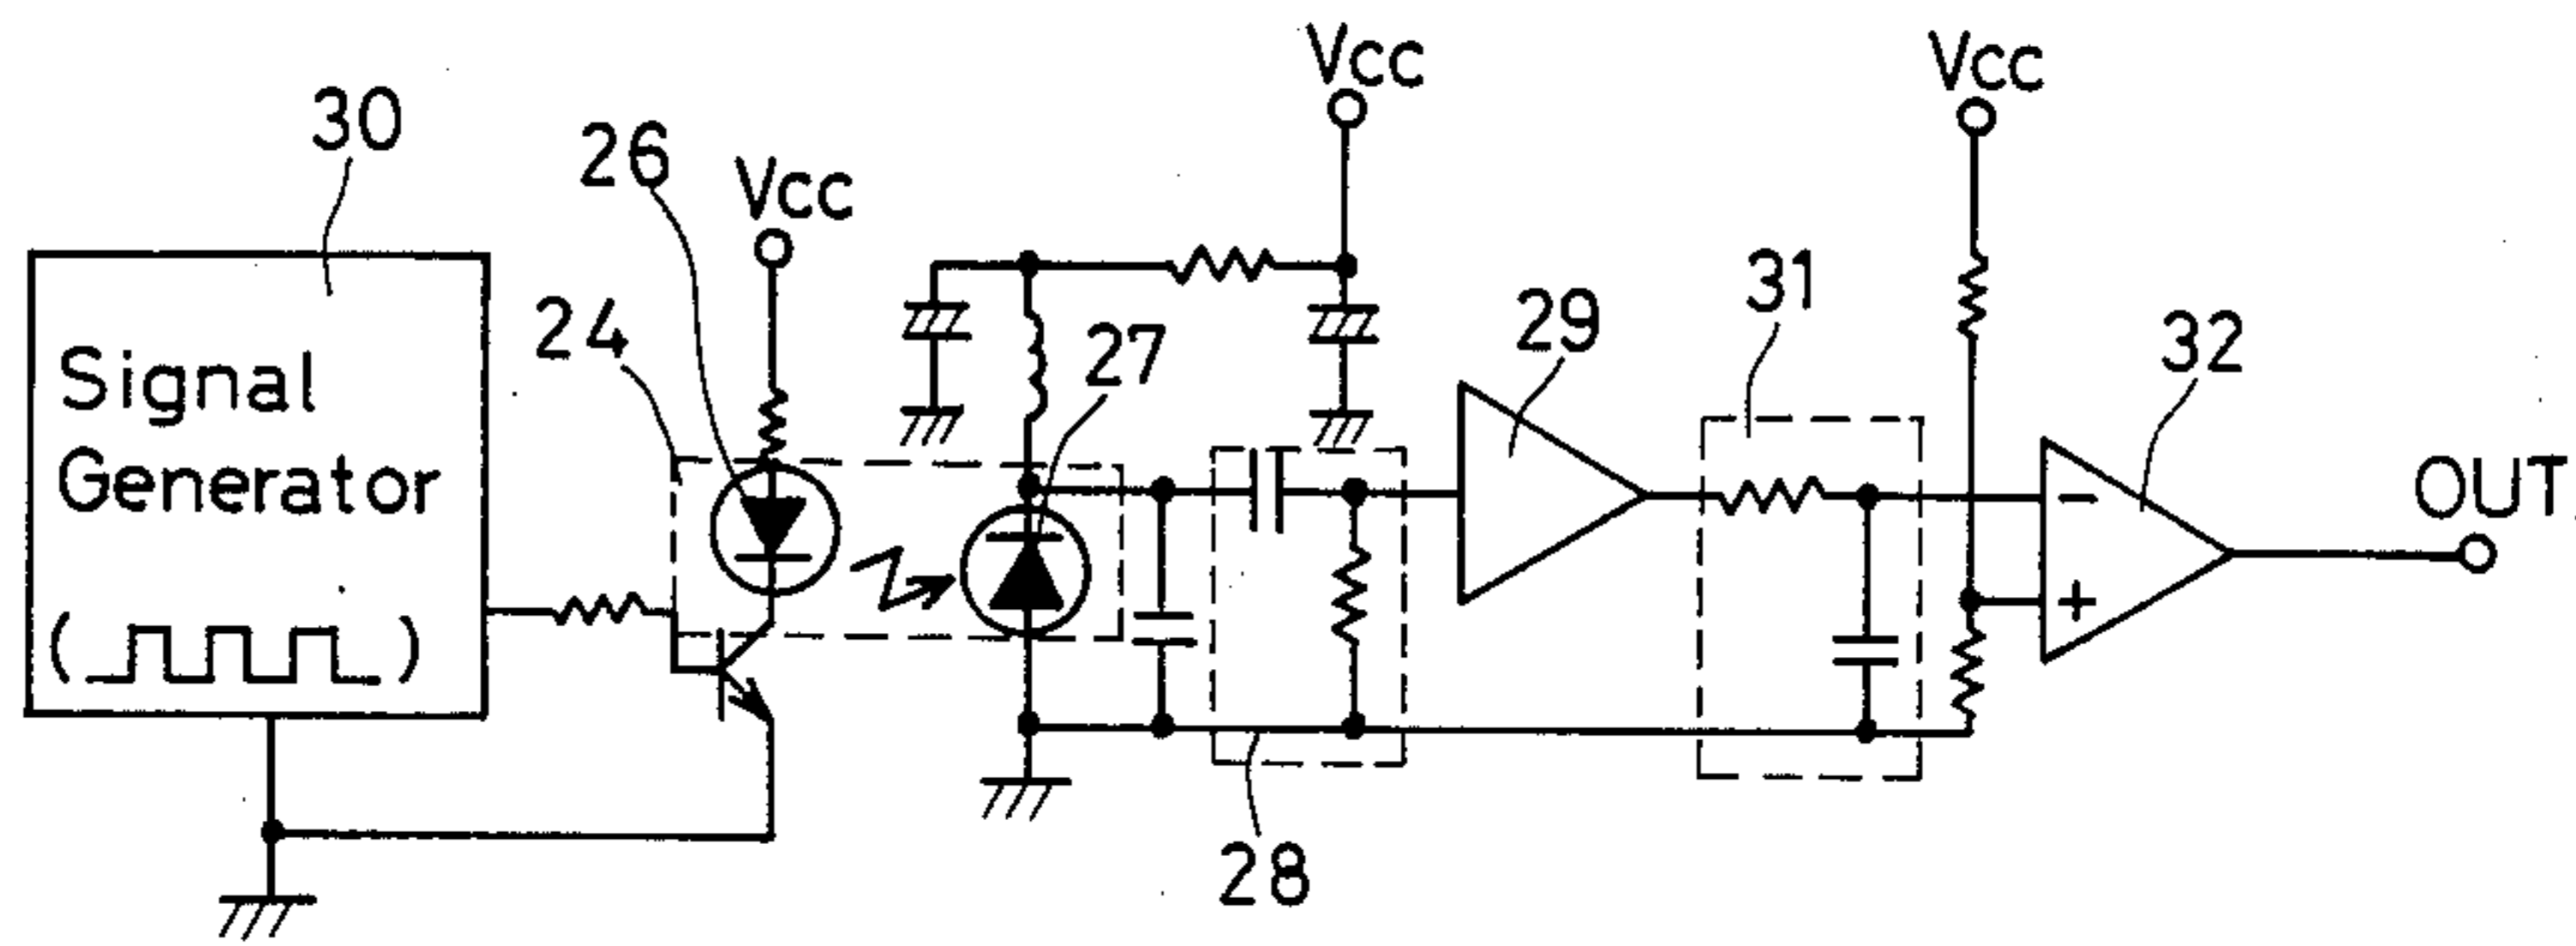 Vcc
Vcc
30
26
Vcc
31
24
27
29
32
Signal
Generator
OUT
(
)
-
+
28